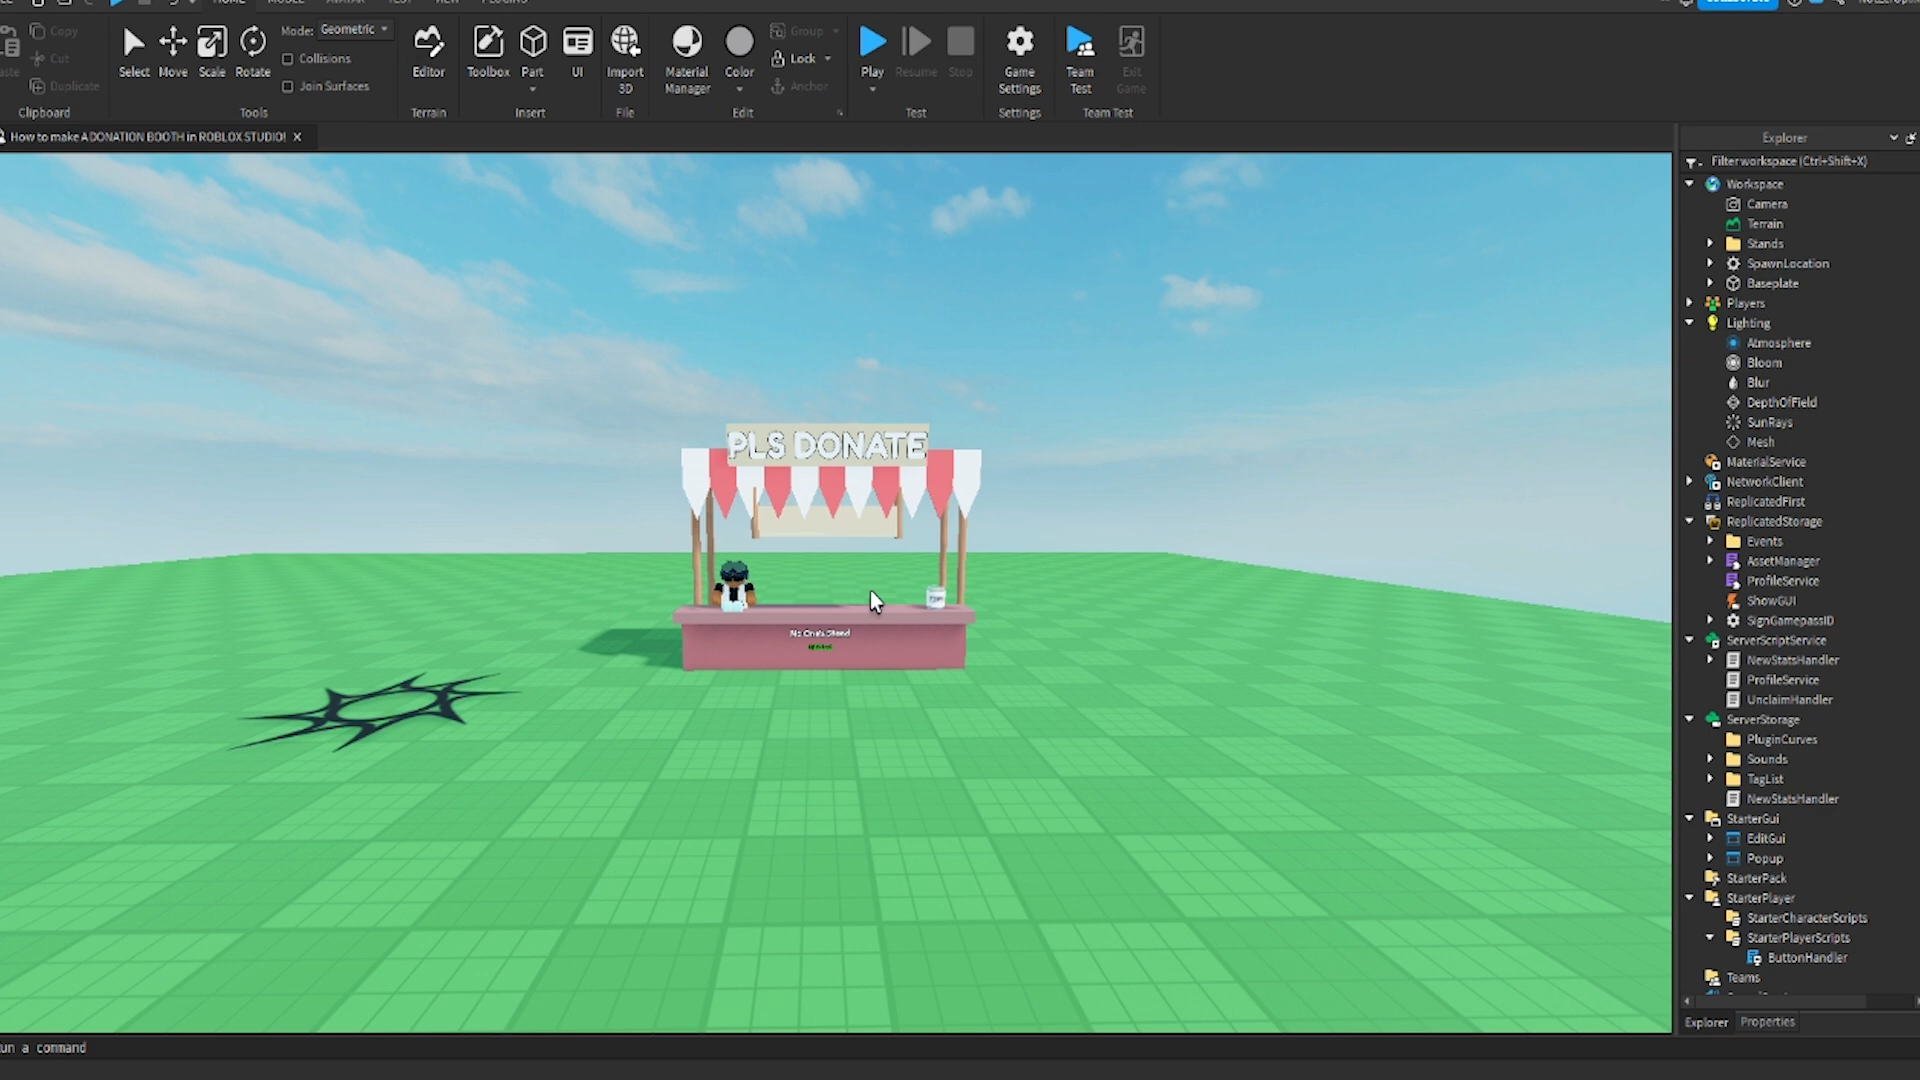 HOME
Copy
Cut
Duplicate
Clipboard
Select
Move
Scale
Rotate
Mode: Geometric
Collisions
Join Surfaces
Tools
Editor
Terrain
Toolbox
Part
UI
Insert
Import
3D
File
Material
Manager
Color
Group
Lock
Anchor
Edit
Play
Resume
Stop
Test
Game
Settings
Settings
Team
Test
Exit
Game
Team Test
How to make A DONATION BOOTH in ROBLOX STUDIO!
PLS DONATE
Explorer
Filter workspace (Ctrl+Shift+X)
Workspace
Camera
Terrain
Stands
SpawnLocation
Baseplate
Players
Lighting
Atmosphere
Bloom
Blur
DepthOfField
SunRays
Mesh
MaterialService
NetworkClient
ReplicatedFirst
ReplicatedStorage
Events
AssetManager
ProfileService
ShowGUI
SignGamepassID
ServerScriptService
NewStatsHandler
ProfileService
UnclaimHandler
ServerStorage
PluginCurves
Sounds
TagList
NewStatsHandler
StarterGui
EditGui
Popup
StarterPack
StarterPlayer
StarterCharacterScripts
StarterPlayerScripts
ButtonHandler
Teams
Explorer
Properties
un a command